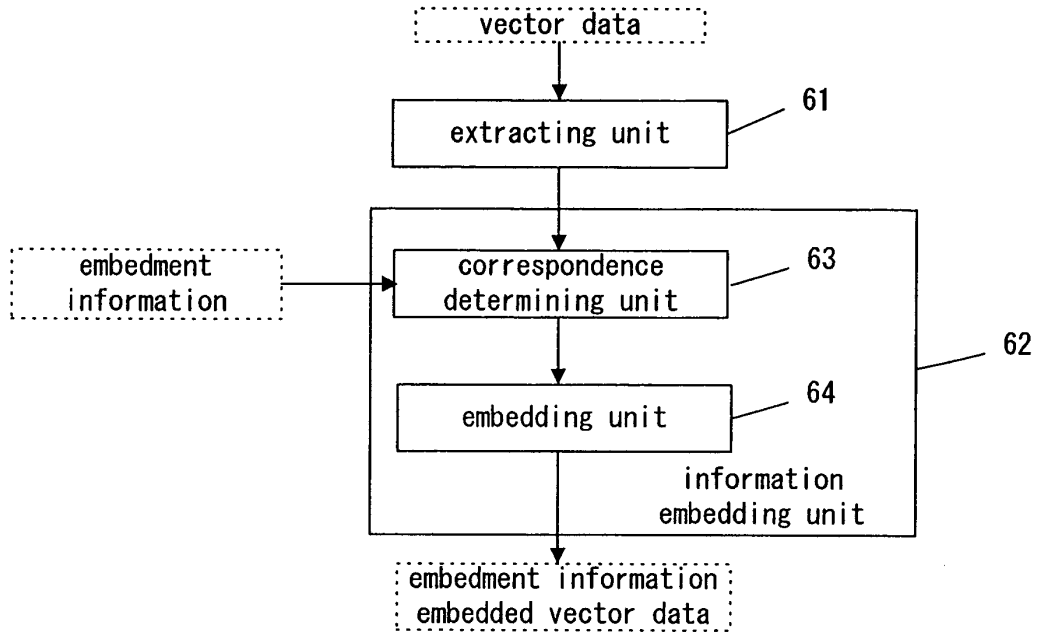 vector data
61
extracting unit
embedment
information
correspondence
determining unit
63
62
64
embedding unit
information
embedding unit
embedment information
embedded vector data